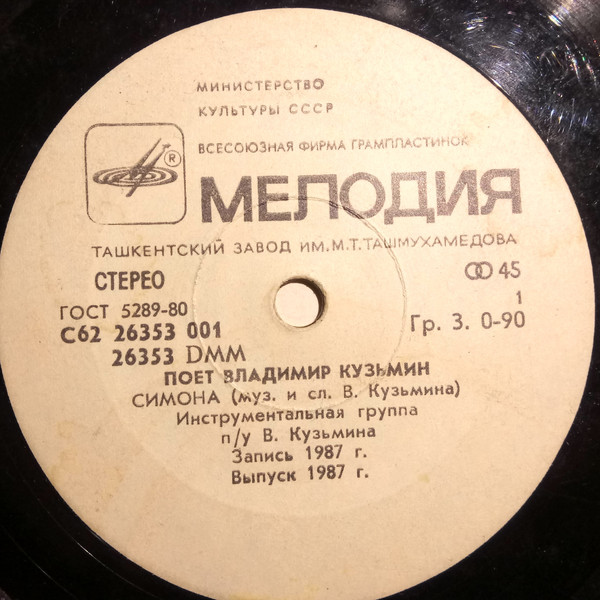 МИНИСТЕРСТВО
КУЛЬТУРЫ СССР
ВСЕСОЮЗНАЯ ФИРМА ГРАМПЛАСТИНОК
®
МЕЛОДИЯ
ТАШКЕНТСКИЙ ЗАВОД ИМ.М.Т.ТАШМУХАМЕДОВА
СТЕРЕО 45
ГОСТ 5289-80 1
С62 26353 001 Гр. 3. 0-90
26353 DMM
ПОЕТ ВЛАДИМИР КУЗЬМИН
СИМОНА (муз. и сл. В. Кузьмина)
Инструментальная группа
п/у В. Кузьмина
Запись 1987 г.
Выпуск 1987 г.